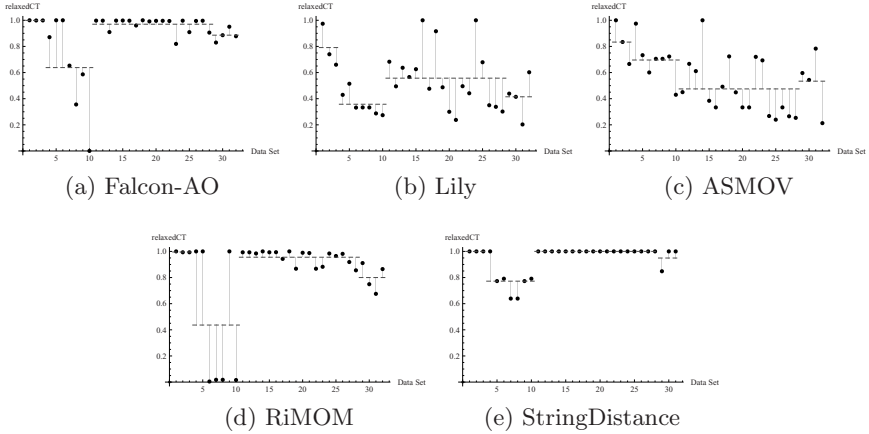 relaxedCT
relaxedCT
relaxedCT
1.0
0.8
0.6
0.4
0.2
5 10 15 20 25 30
Data Set
1.0
0.8
0.6
0.4
0.2
5 10 15 20 25 30
Data Set
1.0
0.8
0.6
0.4
0.2
5 10 15 20 25 30
Data Set
(a) Falcon-AO
(b) Lily
(c) ASMOV
relaxedCT
relaxedCT
1.0
0.8
0.6
0.4
0.2
5 10 15 20 25 30
Data Set
1.0
0.8
0.6
0.4
0.2
5 10 15 20 25 30
Data Set
(d) RiMOM
(e) StringDistance